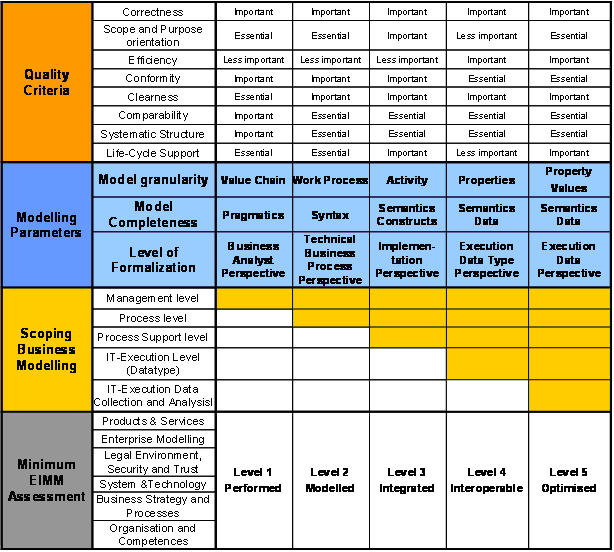 Quality Criteria
Correctness Important Important Important Important Important
Scope and Purpose orientation Essential Essential Important Less important Essential
Efficiency Less important Less important Less important Important Important
Conformity Important Important Important Essential Essential
Clearness Essential Important Important Important Important
Comparability Important Essential Essential Essential Essential
Systematic Structure Important Essential Essential Essential Essential
Life-Cycle Support Essential Essential Important Less important Important
Modelling Parameters
Model granularity Value Chain Work Process Activity Properties Property Values
Model Completeness Pragmatics Syntax Semantics Constructs Semantics Data Semantics Data
Level of Formalization Business Analyst Perspective Technical Business Process Perspective Implemen-tation Perspective Execution Data Type Perspective Execution Data Perspective
Scoping Business Modelling
Management level
Process level
Process Support level
IT-Execution Level (Datatype)
IT-Execution Data Collection and Analysisl
Minimum EIMM Assessment
Products & Services
Enterprise Modelling
Legal Environment, Security and Trust
System &Technology
Business Strategy and Processes
Organisation and Competences
Level 1 Performed
Level 2 Modelled
Level 3 Integrated
Level 4 Interoperable
Level 5 Optimised